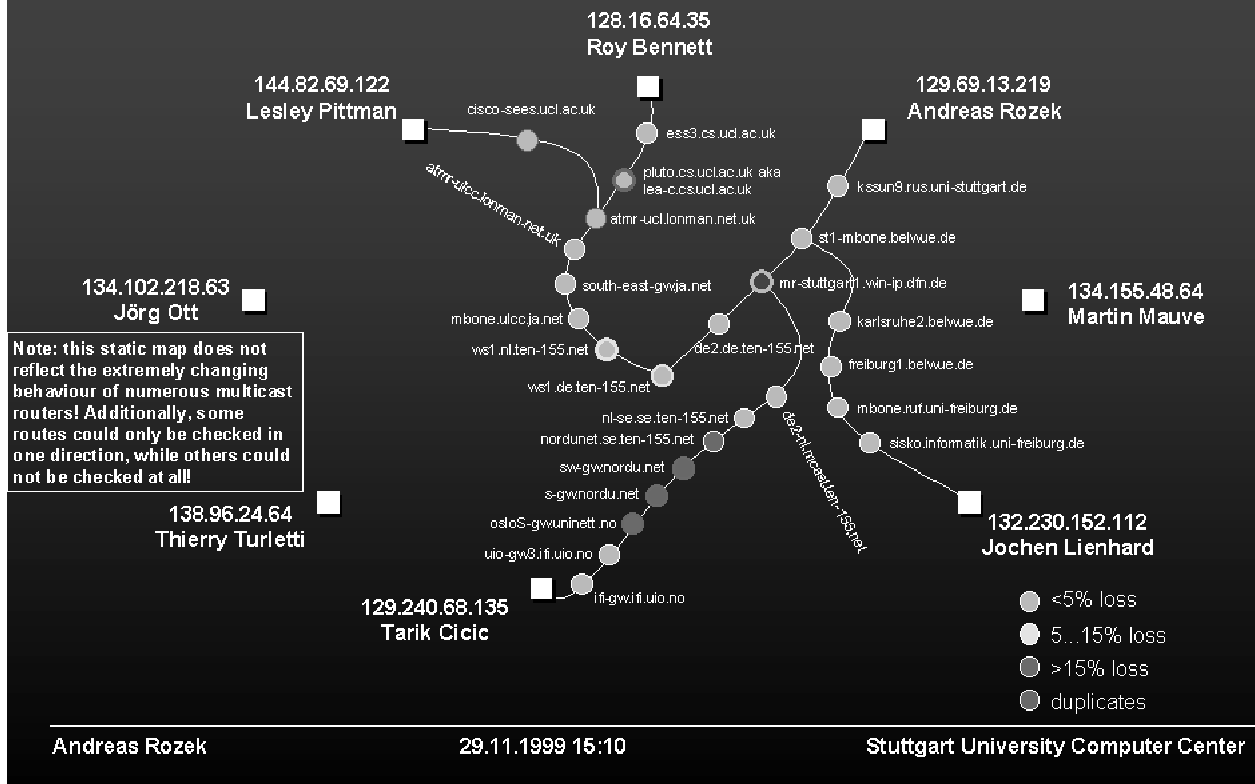 128.16.64.35
Roy Bennett
144.82.69.122
Lesley Pittman
129.69.13.219
Andreas Rozek
cisco-sees.ucl.ac.uk
ess3.cs.ucl.ac.uk
pluto.cs.ucl.ac.uk aka
lea-c.cs.ucl.ac.uk
atmr-ulcc.lonman.net.uk
kssun9.rus.uni-stuttgart.de
atmr-ucl.lonman.net.uk
st1-mbone.belwue.de
134.102.218.63
Jörg Ott
south-east-gw.ja.net
mr-stuttgart1.win-ip.dfn.de
134.155.48.64
Martin Mauve
mbone.ulcc.ja.net
karlsruhe2.belwue.de
ws1.nl.ten-155.net
de2.de.ten-155.net
freiburg1.belwue.de
ws1.de.ten-155.net
Note: this static map does not
reflect the extremely changing
behaviour of numerous multicast
routers! Additionally, some
routes could only be checked in
one direction, while others could
not be checked at all!
nl-se.se.ten-155.net
mbone.ruf.uni-freiburg.de
nordunet.se.ten-155.net
sisko.informatik.uni-freiburg.de
de2.nl.mcast.ten-155.net
sw-gw.nordu.net
s-gw.nordu.net
138.96.24.64
Thierry Turletti
osloS-gw.uninett.no
132.230.152.112
Jochen Lienhard
uio-gw8.ifi.uio.no
ifi-gw.ifi.uio.no
129.240.68.135
Tarik Cicic
<5% loss
5...15% loss
>15% loss
duplicates
Andreas Rozek
29.11.1999 15:10
Stuttgart University Computer Center